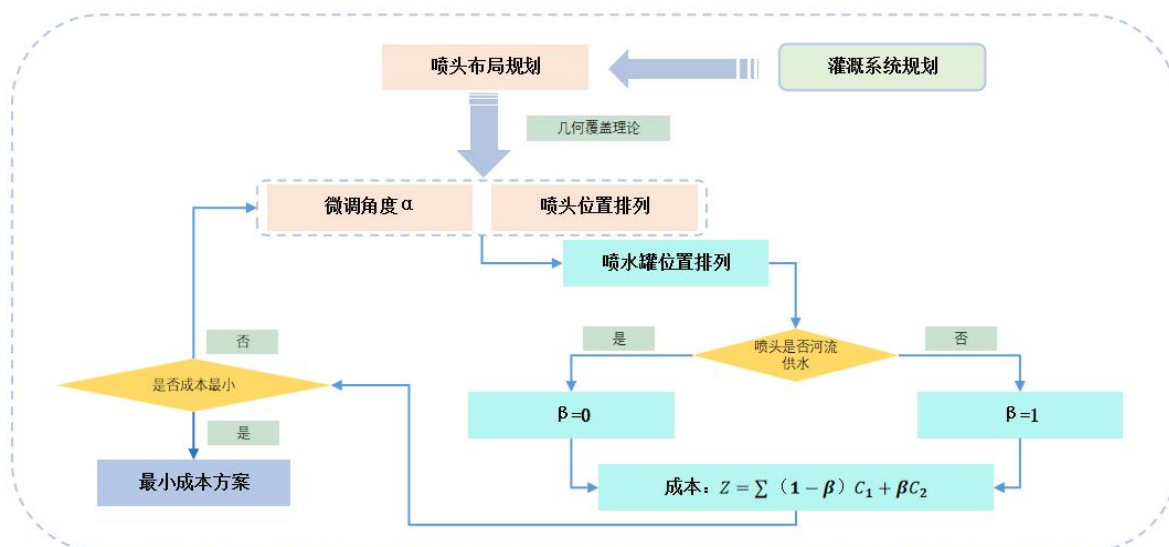 喷头布局规划
灌溉系统规划
几何覆盖理论
微调角度α
喷头位置排列
喷水罐位置排列
否
是
喷头是否河流
供水
否
是否成本最小
β=0
β=1
是
最小成本方案
成本：Z = ∑（1 − β）C₁ + βC₂